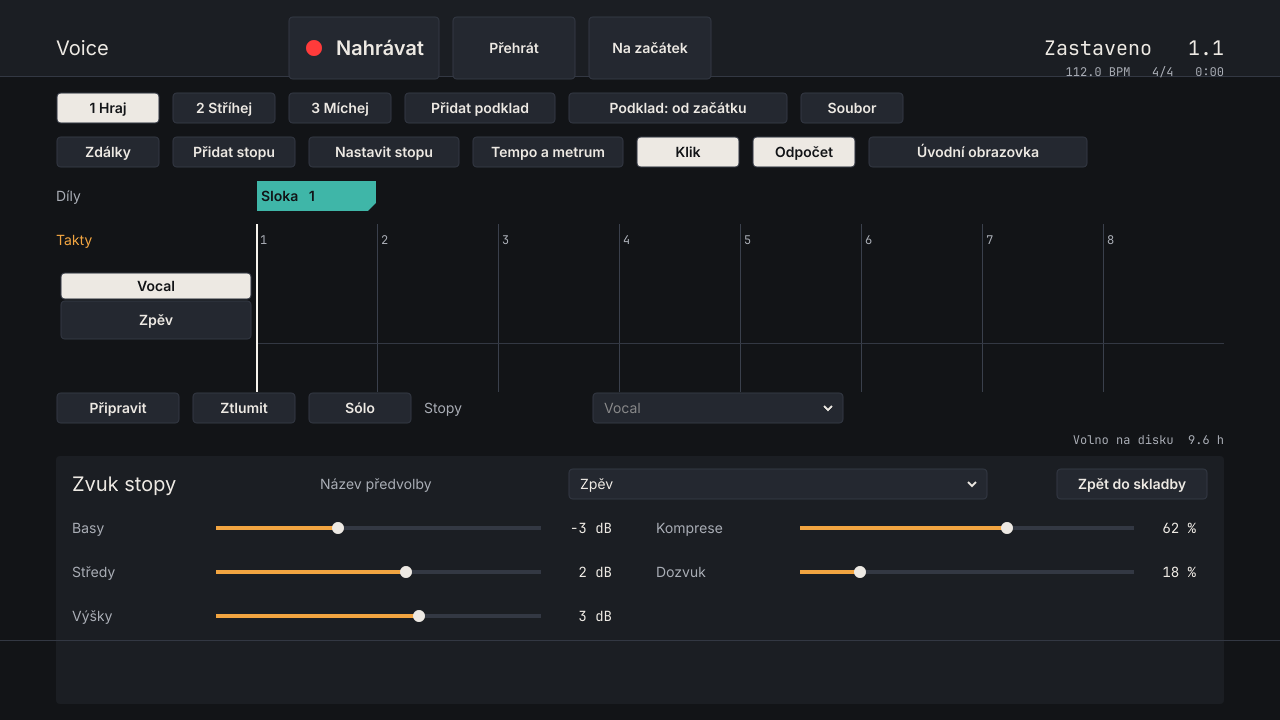 Voice
Nahrávat
Přehrát
Na začátek
Zastaveno 1.1
112.0 BPM 4/4 0:00
1 Hraj
2 Stříhej
3 Míchej
Přidat podklad
Podklad: od začátku
Soubor
Zdálky
Přidat stopu
Nastavit stopu
Tempo a metrum
Klik
Odpočet
Úvodní obrazovka
Díly
Sloka 1
Takty
1 2 3 4 5 6 7 8
Vocal
Zpěv
Připravit
Ztlumit
Sólo
Stopy
Vocal
Volno na disku 9.6 h
Zvuk stopy
Název předvolby
Zpěv
Zpět do skladby
Basy -3 dB
Komprese 62 %
Středy 2 dB
Dozvuk 18 %
Výšky 3 dB